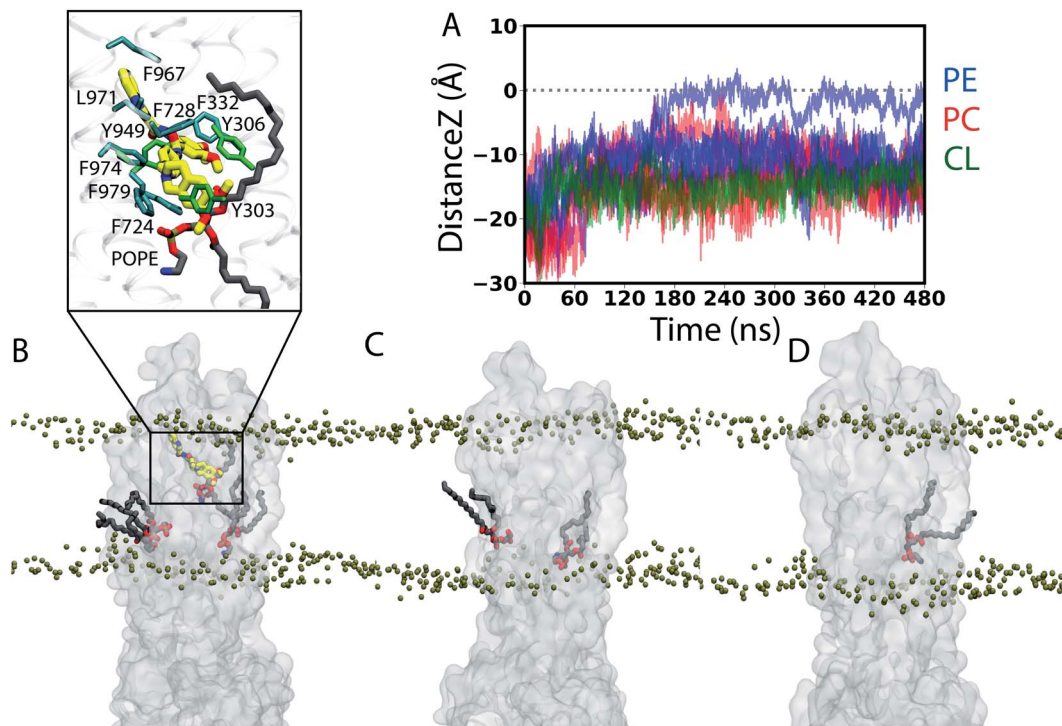 F967
L971
F728 F332
Y949
Y306
F974
F979
Y303
F724
POPE
A
DistanceZ (Å)
10
0
−10
−20
−30
0 60 120 180 240 300 360 420 480
Time (ns)
PE
PC
CL
B
C
D